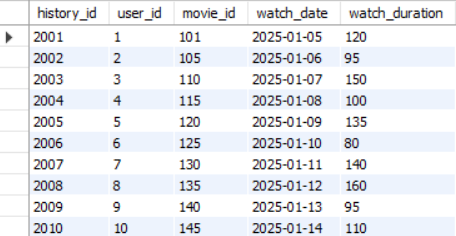 history_id user_id movie_id watch_date watch_duration
2001 1 101 2025-01-05 120
2002 2 105 2025-01-06 95
2003 3 110 2025-01-07 150
2004 4 115 2025-01-08 100
2005 5 120 2025-01-09 135
2006 6 125 2025-01-10 80
2007 7 130 2025-01-11 140
2008 8 135 2025-01-12 160
2009 9 140 2025-01-13 95
2010 10 145 2025-01-14 110